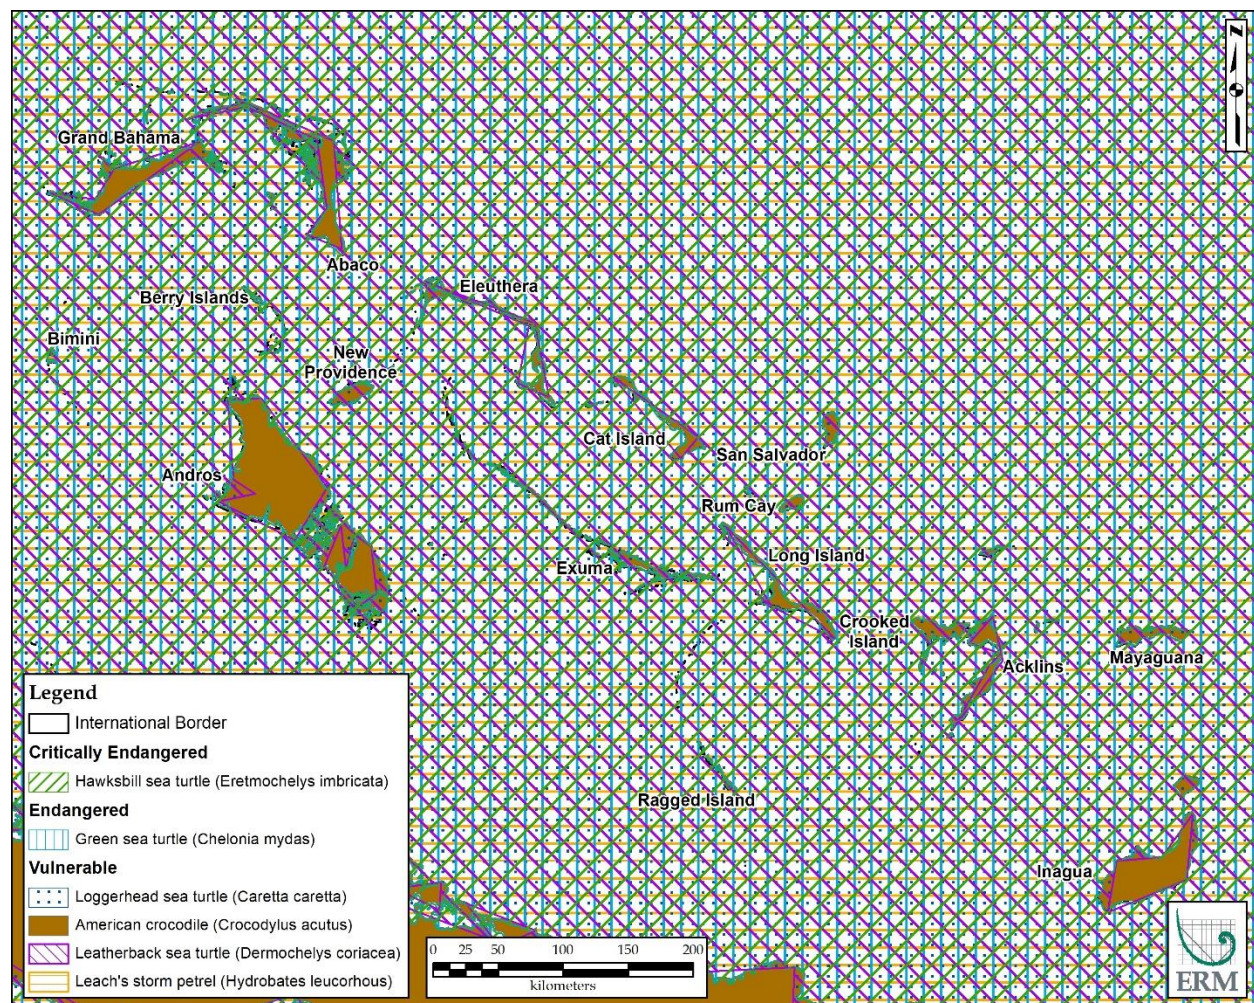 N
Grand Bahama
Abaco
Eleuthera
Berry Islands
Bimini
New
Providence
Cat Island
San Salvador
Andros
Rum Cay
Long Island
Exuma
Crooked
Island
Acklins
Mayaguana
Ragged Island
Inagua
Legend
International Border
Critically Endangered
Hawksbill sea turtle (Eretmochelys imbricata)
Endangered
Green sea turtle (Chelonia mydas)
Vulnerable
Loggerhead sea turtle (Caretta caretta)
American crocodile (Crocodylus acutus)
Leatherback sea turtle (Dermochelys coriacea)
Leach's storm petrel (Hydrobates leucorhous)
0 25 50 100 150 200
kilometers
ERM